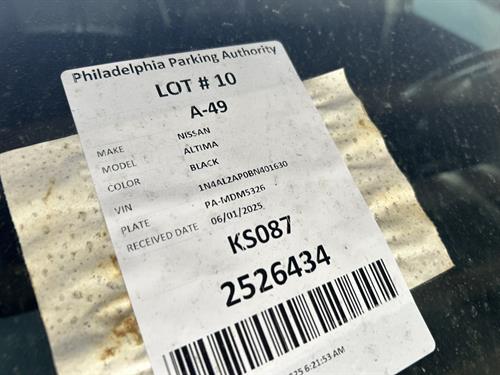 Philadelphia Parking Authority
LOT # 10
A-49
MAKE NISSAN
MODEL ALTIMA
COLOR BLACK
VIN 1N4AL2AP0BN401630
PLATE PA-MDM5326
RECEIVED DATE 06/01/2025
KS087
2526434
6:21:53 AM